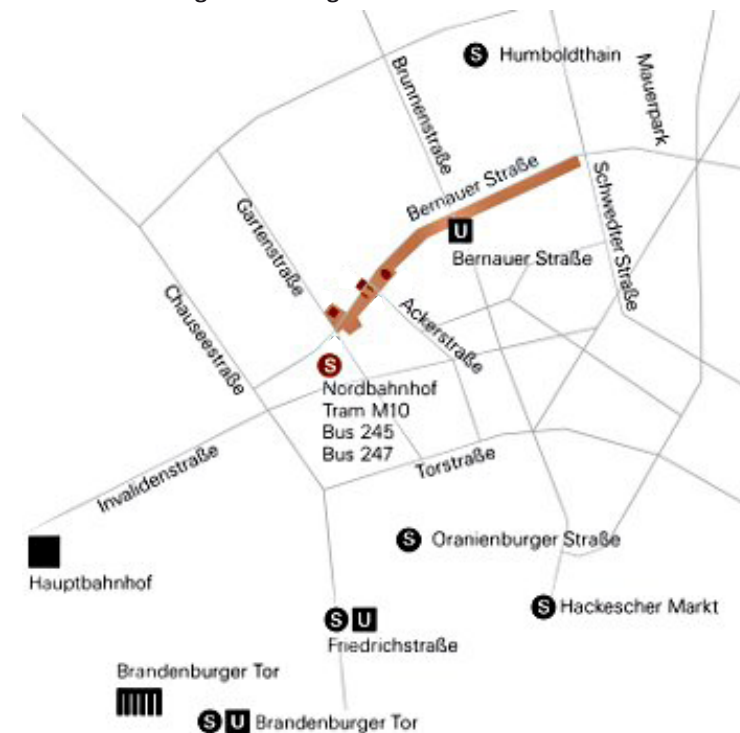 S Humboldthain
Mauerpark
Brunnenstraße
Bernauer Straße
Schwedter Straße
U
Bernauer Straße
Gartenstraße
Ackerstraße
Chausseestraße
S
Nordbahnhof
Tram M10
Bus 245
Bus 247
Torstraße
Invalidenstraße
S Oranienburger Straße
Hauptbahnhof
S Hackescher Markt
S U
Friedrichstraße
Brandenburger Tor
S U Brandenburger Tor